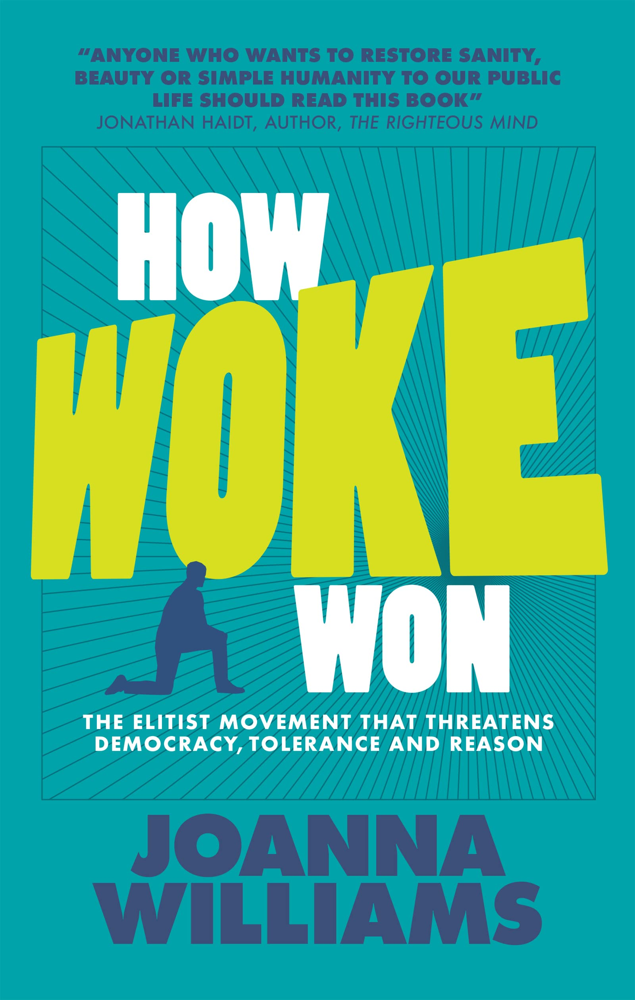 “ANYONE WHO WANTS TO RESTORE SANITY,
BEAUTY OR SIMPLE HUMANITY TO OUR PUBLIC
LIFE SHOULD READ THIS BOOK”
JONATHAN HAIDT, AUTHOR, THE RIGHTEOUS MIND
HOW
WOKE
WON
THE ELITIST MOVEMENT THAT THREATENS
DEMOCRACY, TOLERANCE AND REASON
JOANNA
WILLIAMS